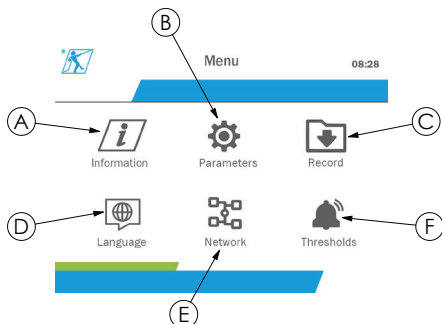 B
Menu 08:28
A C
Information Parameters Record
D F
Language Network Thresholds
E